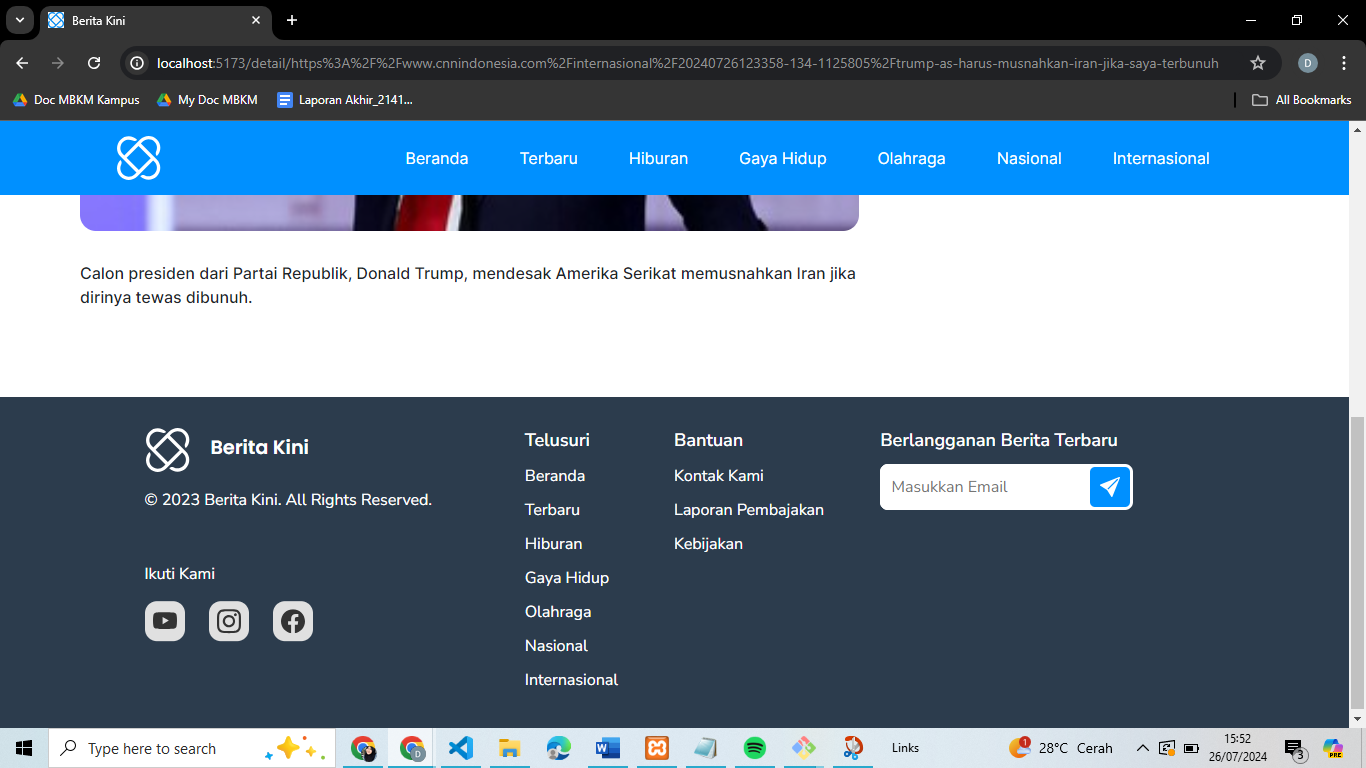 Berita Kini
localhost:5173/detail/https%3A%2F%2Fwww.cnnindonesia.com%2Finternasional%2F20240726123358-134-1125805%2Ftrump-as-harus-musnahkan-iran-jika-saya-terbunuh
D
Doc MBKM Kampus
My Doc MBKM
Laporan Akhir_2141...
All Bookmarks
Beranda
Terbaru
Hiburan
Gaya Hidup
Olahraga
Nasional
Internasional
Calon presiden dari Partai Republik, Donald Trump, mendesak Amerika Serikat memusnahkan Iran jika
dirinya tewas dibunuh.
Berita Kini
© 2023 Berita Kini. All Rights Reserved.
Ikuti Kami
Telusuri
Beranda
Terbaru
Hiburan
Gaya Hidup
Olahraga
Nasional
Internasional
Bantuan
Kontak Kami
Laporan Pembajakan
Kebijakan
Berlangganan Berita Terbaru
Masukkan Email
Type here to search
D
W
Links
1
28°C Cerah
15:52
26/07/2024
3
PRE